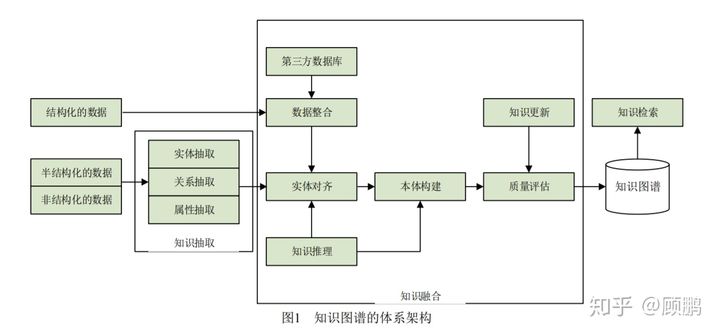 第三方数据库
结构化的数据
数据整合
知识更新
知识检索
半结构化的数据
非结构化的数据
实体抽取
关系抽取
属性抽取
知识抽取
实体对齐
本体构建
质量评估
知识图谱
知识推理
知识融合
图1 知识图谱的体系架构
知乎 @顾鹏